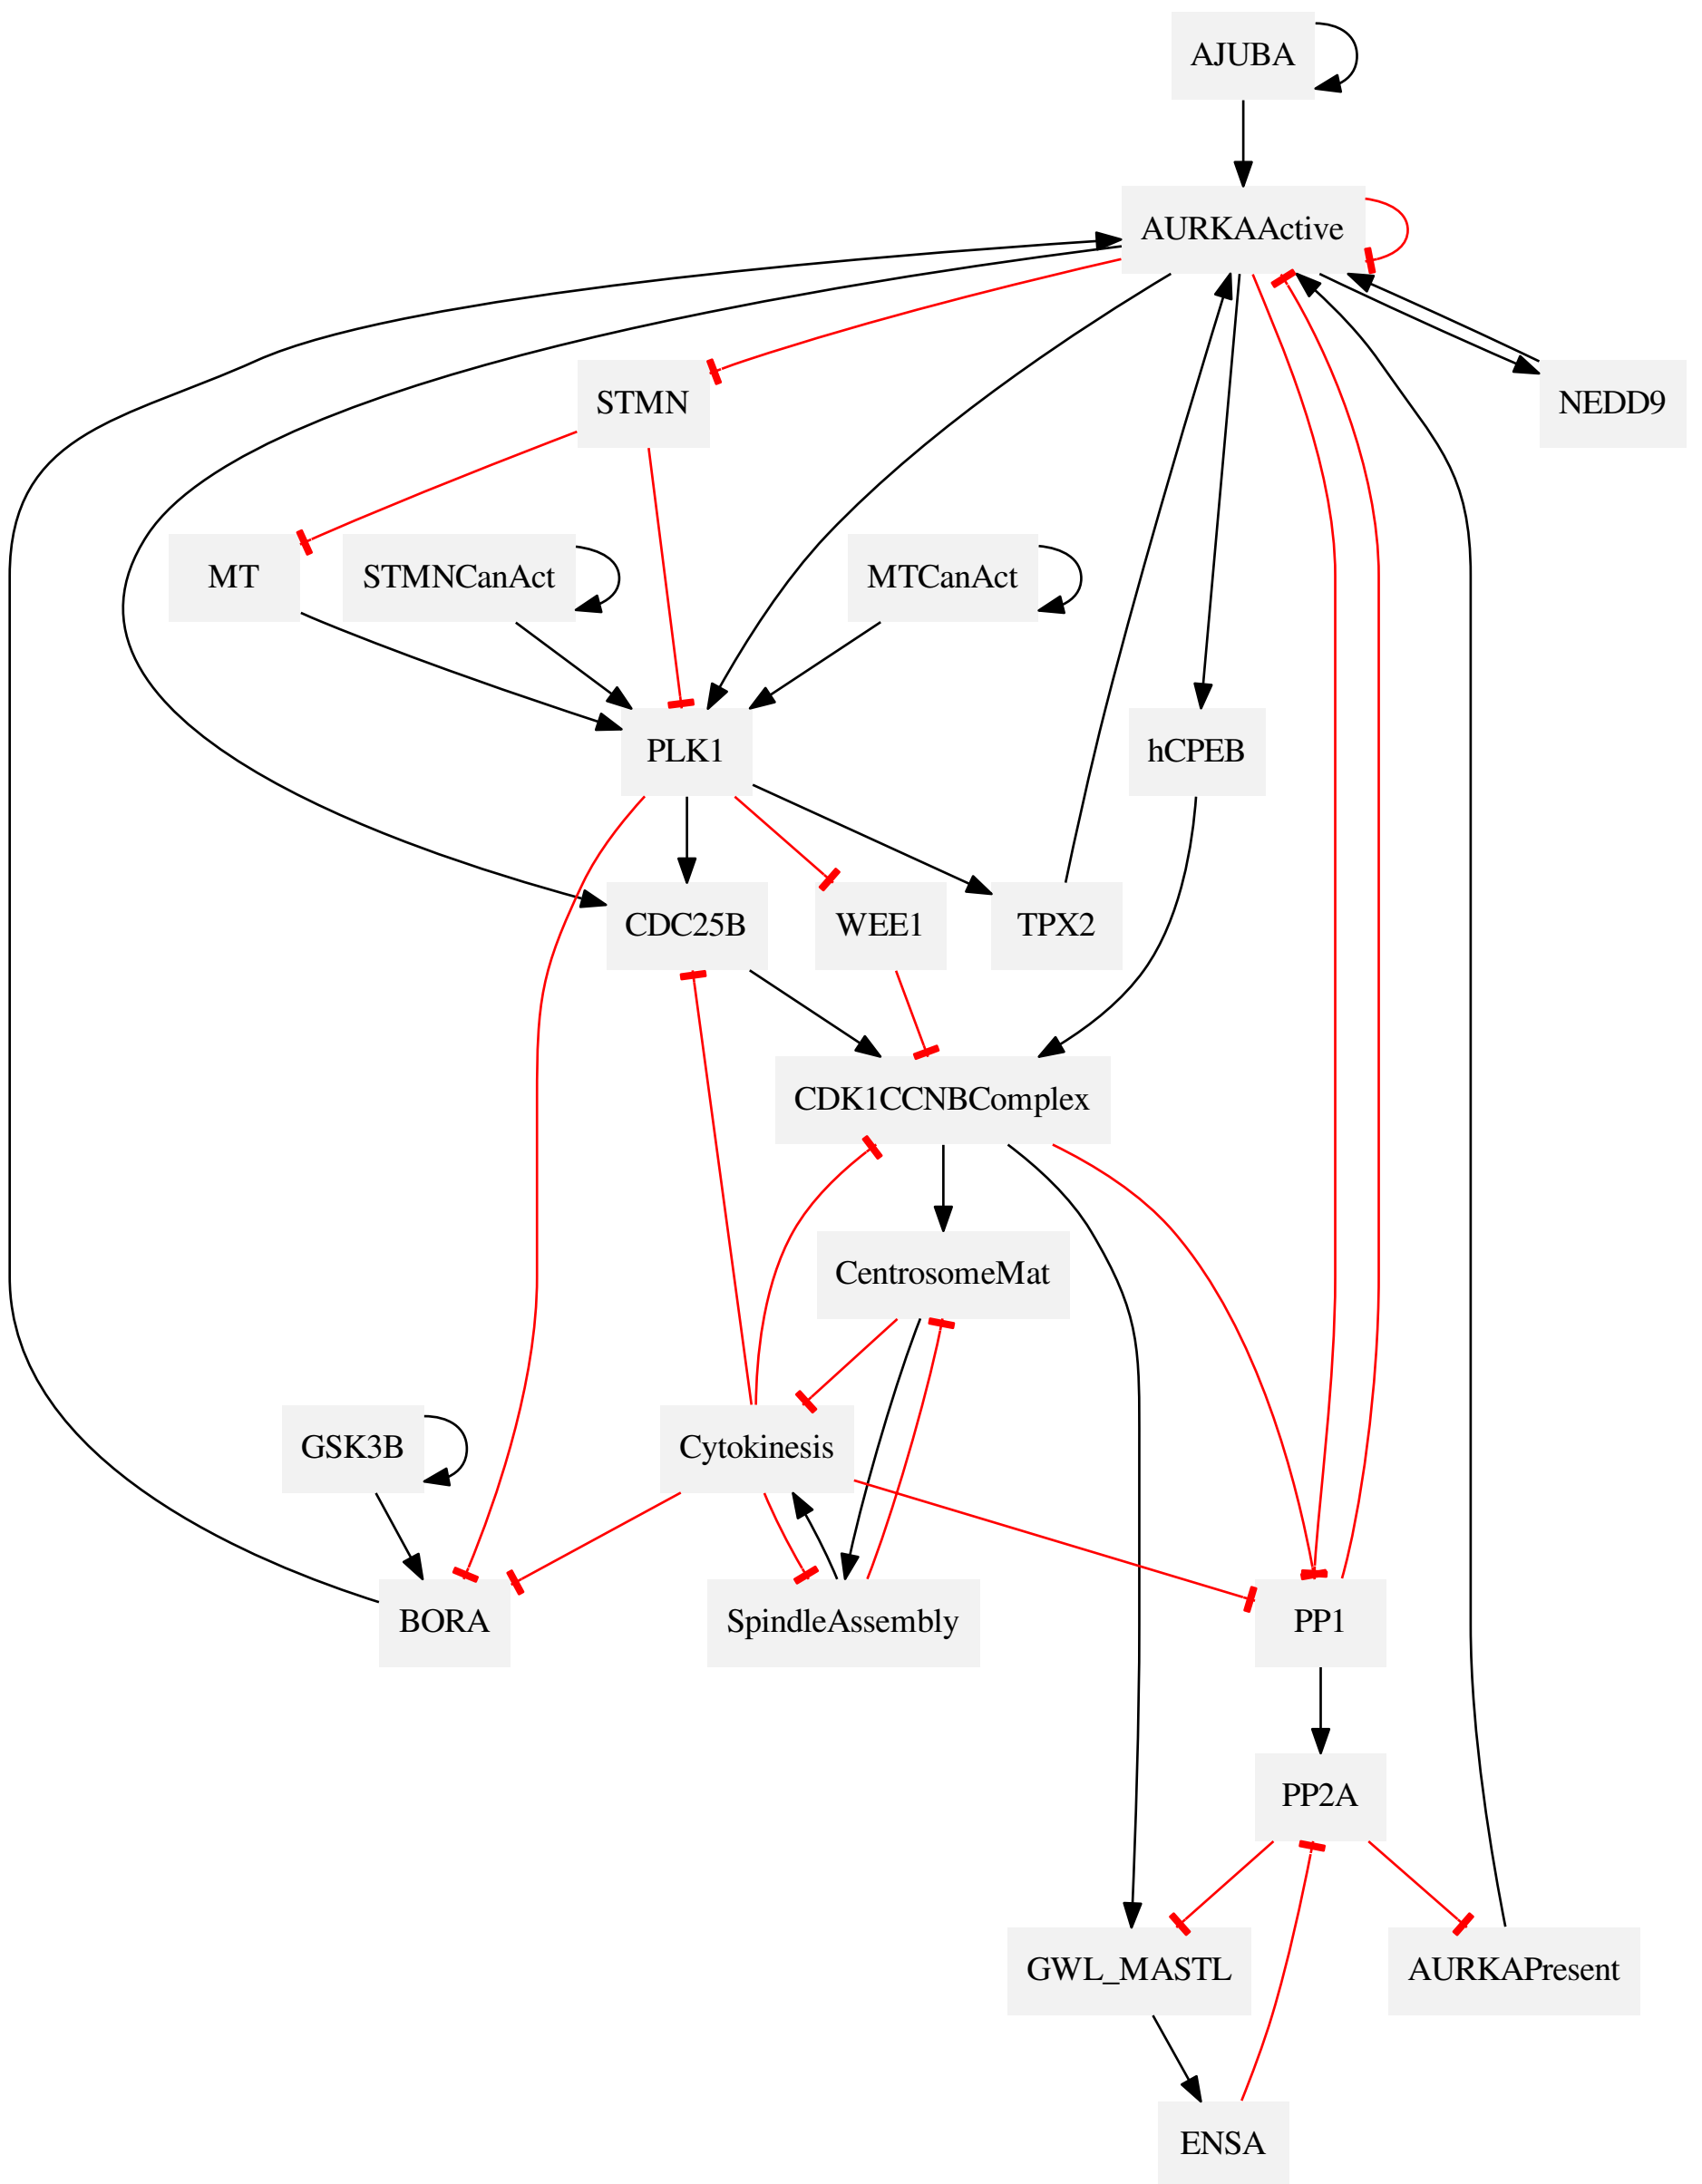 AJUBA
AURKAActive
STMN
NEDD9
MT
STMNCanAct
MTCanAct
PLK1
hCPEB
CDC25B
WEE1
TPX2
CDK1CCNBComplex
CentrosomeMat
GSK3B
Cytokinesis
BORA
SpindleAssembly
PP1
PP2A
GWL_MASTL
AURKAPresent
ENSA